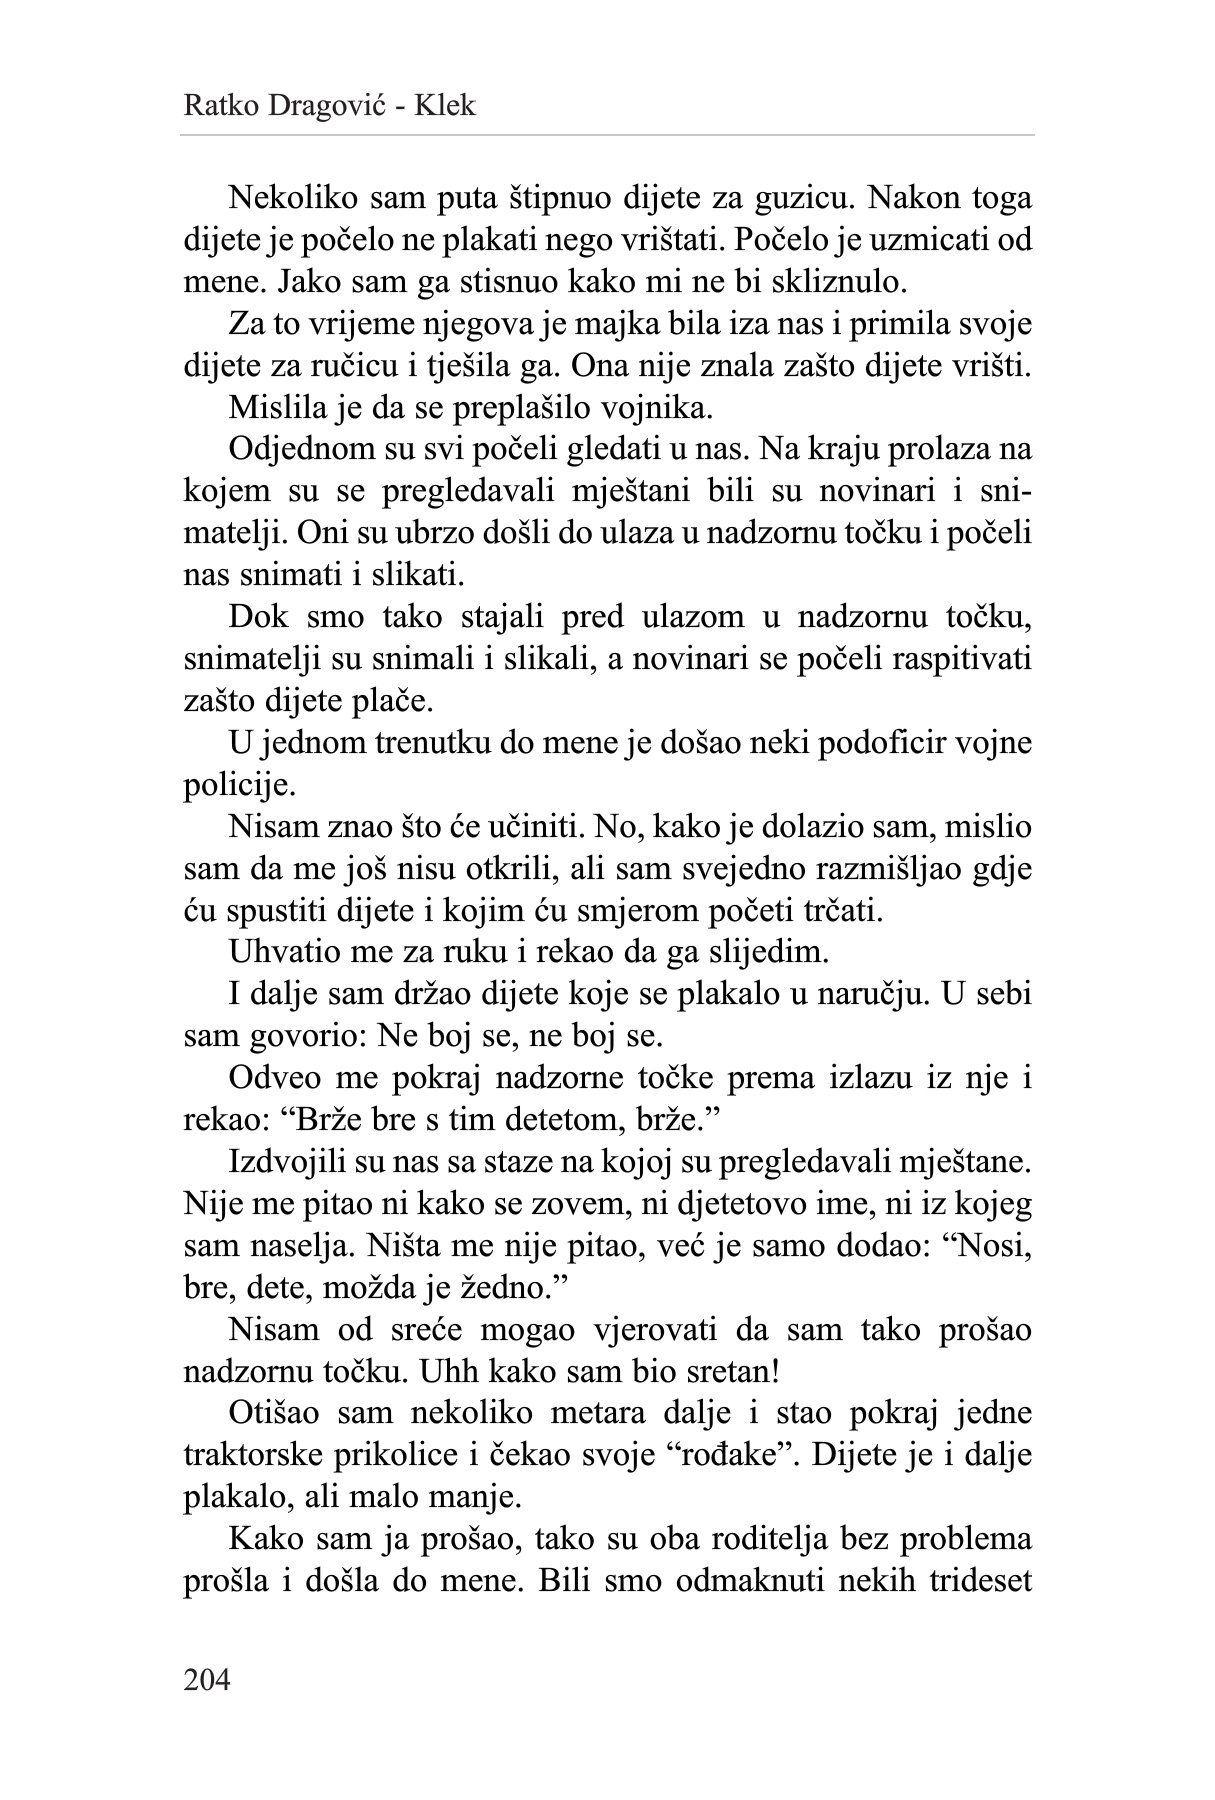 Ratko Dragović - Klek
Nekoliko sam puta štipnuo dijete za guzicu. Nakon toga
dijete je počelo ne plakati nego vrištati. Počelo je uzmicati od
mene. Jako sam ga stisnuo kako mi ne bi skliznulo.
Za to vrijeme njegova je majka bila iza nas i primila svoje
dijete za ručicu i tješila ga. Ona nije znala zašto dijete vrišti.
Mislila je da se preplašilo vojnika.
Odjednom su svi počeli gledati u nas. Na kraju prolaza na
kojem su se pregledavali mještani bili su novinari i sni-
matelji. Oni su ubrzo došli do ulaza u nadzornu točku i počeli
nas snimati i slikati.
Dok smo tako stajali pred ulazom u nadzornu točku,
snimatelji su snimali i slikali, a novinari se počeli raspitivati
zašto dijete plače.
U jednom trenutku do mene je došao neki podoficir vojne
policije.
Nisam znao što će učiniti. No, kako je dolazio sam, mislio
sam da me još nisu otkrili, ali sam svejedno razmišljao gdje
ću spustiti dijete i kojim ću smjerom početi trčati.
Uhvatio me za ruku i rekao da ga slijedim.
I dalje sam držao dijete koje se plakalo u naručju. U sebi
sam govorio: Ne boj se, ne boj se.
Odveo me pokraj nadzorne točke prema izlazu iz nje i
rekao: “Brže bre s tim detetom, brže.”
Izdvojili su nas sa staze na kojoj su pregledavali mještane.
Nije me pitao ni kako se zovem, ni djetetovo ime, ni iz kojeg
sam naselja. Ništa me nije pitao, već je samo dodao: “Nosi,
bre, dete, možda je žedno.”
Nisam od sreće mogao vjerovati da sam tako prošao
nadzornu točku. Uhh kako sam bio sretan!
Otišao sam nekoliko metara dalje i stao pokraj jedne
traktorske prikolice i čekao svoje “rođake”. Dijete je i dalje
plakalo, ali malo manje.
Kako sam ja prošao, tako su oba roditelja bez problema
prošla i došla do mene. Bili smo odmaknuti nekih trideset
204